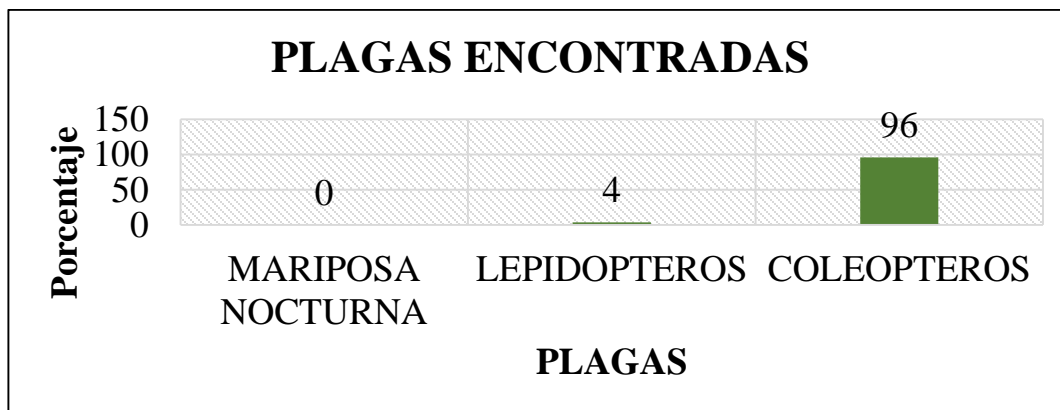 PLAGAS ENCONTRADAS
Porcentaje
150
100
50
0
0
4
96
MARIPOSA
NOCTURNA
LEPIDOPTEROS
COLEOPTEROS
PLAGAS